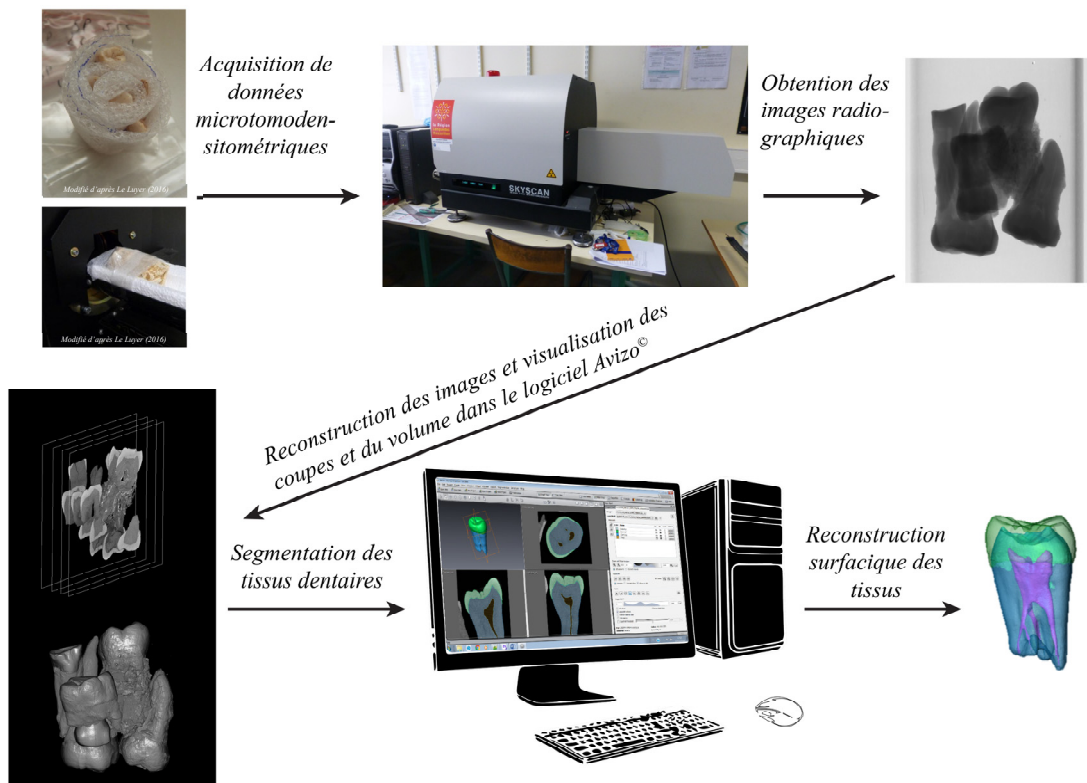 Acquisition de
données
microtomoden-
sitométriques
Modifié d'après Le Luyer (2016)
Modifié d'après Le Luyer (2016)
SKYSCAN
Obtention des
images radio-
graphiques
Reconstruction des images et visualisation des
coupes et du volume dans le logiciel Avizo©
Segmentation des
tissus dentaires
Reconstruction
surfacique des
tissus